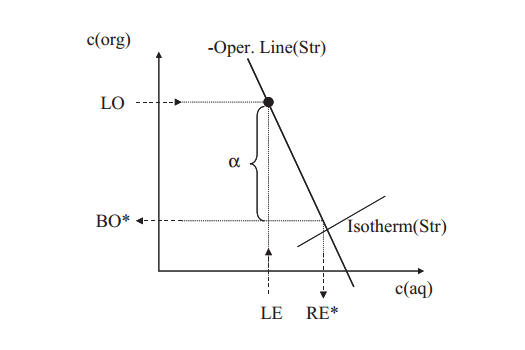 c(org)
-Oper. Line(Str)
LO
α
BO*
Isotherm(Str)
c(aq)
LE
RE*